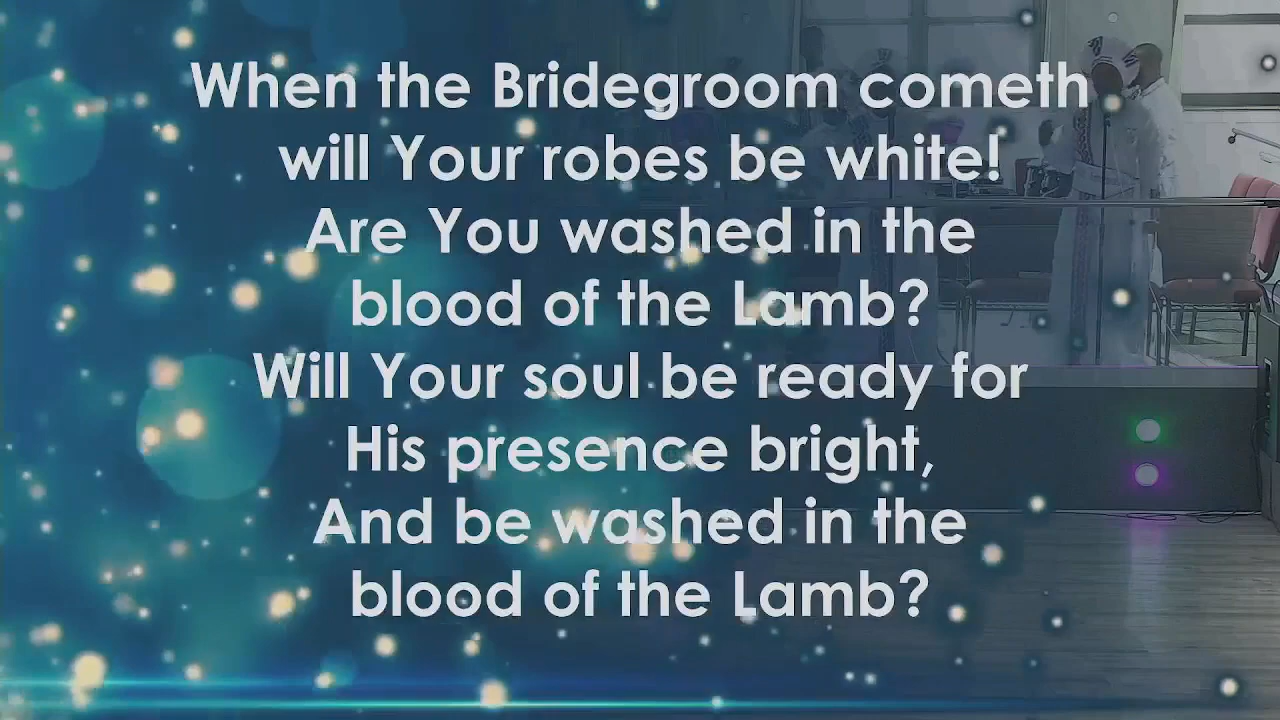 When the Bridegroom cometh
will Your robes be white!
Are You washed in the
blood of the Lamb?
Will Your soul be ready for
His presence bright,
And be washed in the
blood of the Lamb?